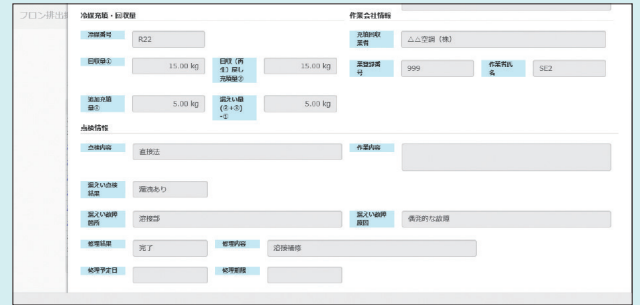 フロン排出
冷媒充填・回収量
作業会社情報
冷媒番号 R22
充填回収業者 △△空調（株）
回収量① 15.00 kg
回収（再生）戻し充填量② 15.00 kg
業登録番号 999
作業者氏名 SE2
追加充填量③ 5.00 kg
漏えい量(②+③)-① 5.00 kg
点検情報
点検内容 直接法
作業内容
漏えい点検結果 漏洩あり
漏えい故障箇所 溶接部
漏えい故障原因 偶発的な故障
修理結果 完了
修理内容 溶接補修
修理予定日
修理期限